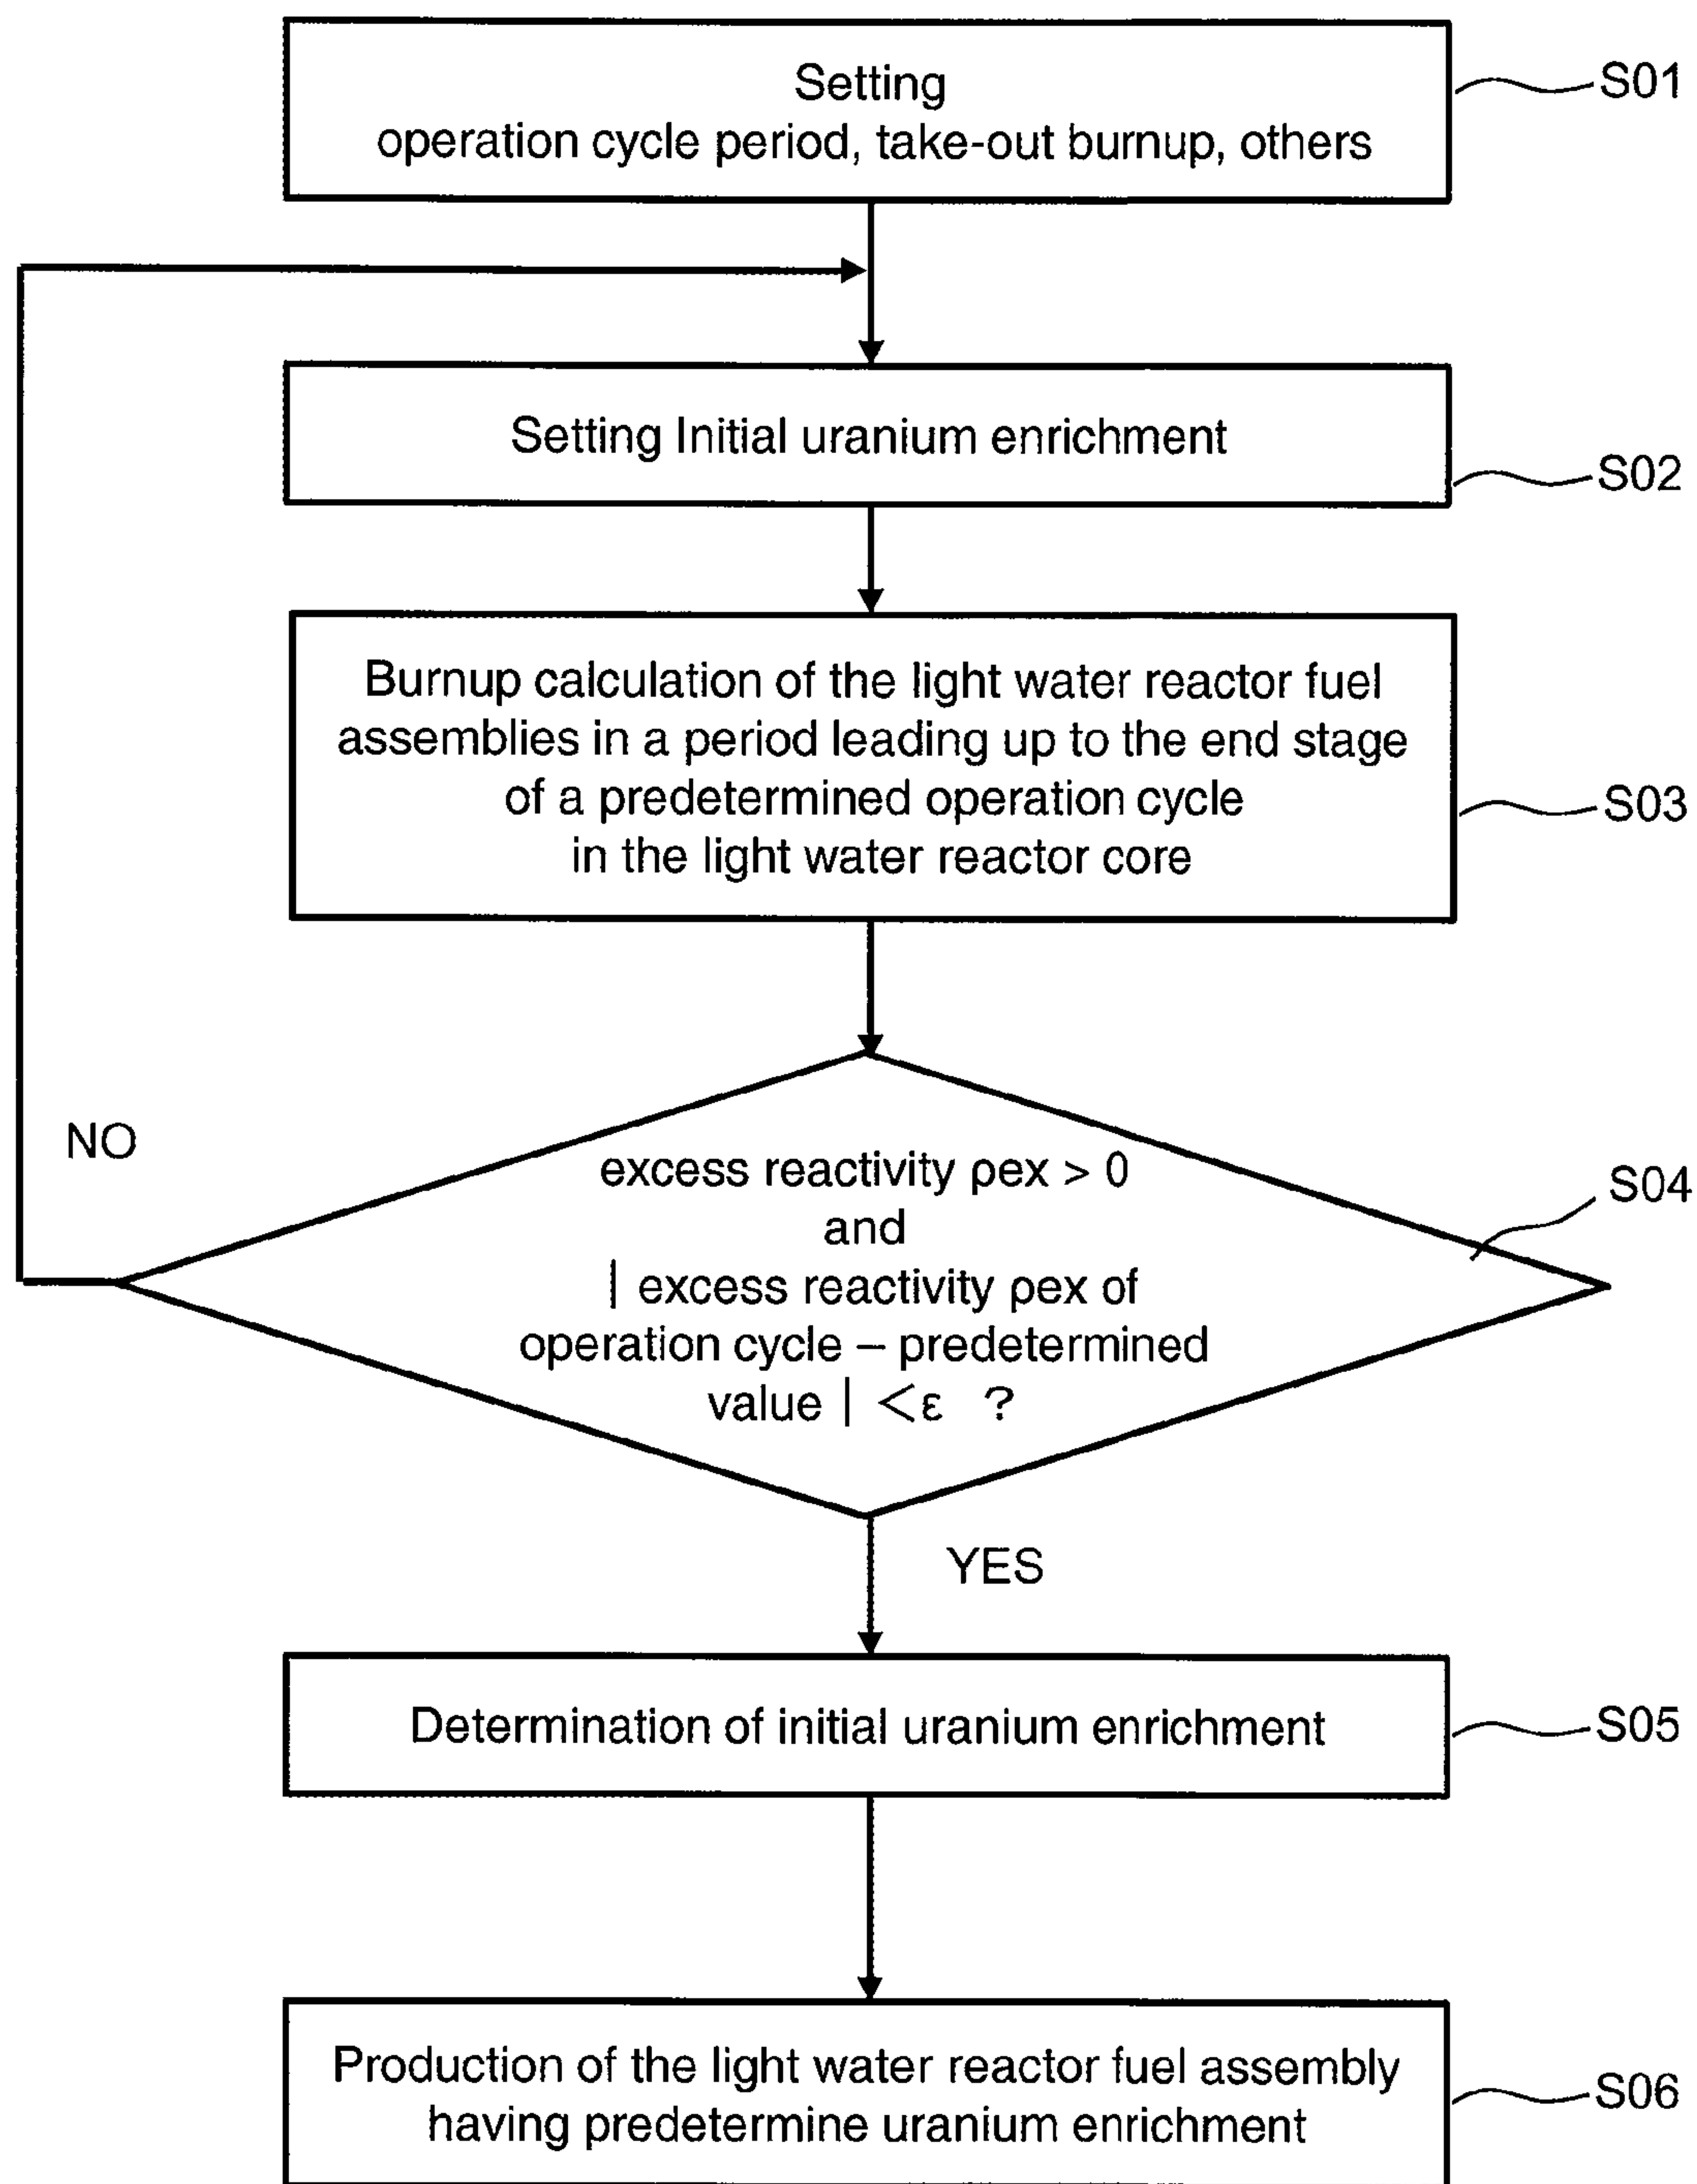 Setting
operation cycle period, take-out burnup, others
S01
Setting Initial uranium enrichment
S02
Burnup calculation of the light water reactor fuel
assemblies in a period leading up to the end stage
of a predetermined operation cycle
in the light water reactor core
S03
NO
excess reactivity ρex > 0
and
| excess reactivity ρex of
operation cycle – predetermined
value | <ε ?
S04
YES
Determination of initial uranium enrichment
S05
Production of the light water reactor fuel assembly
having predetermine uranium enrichment
S06